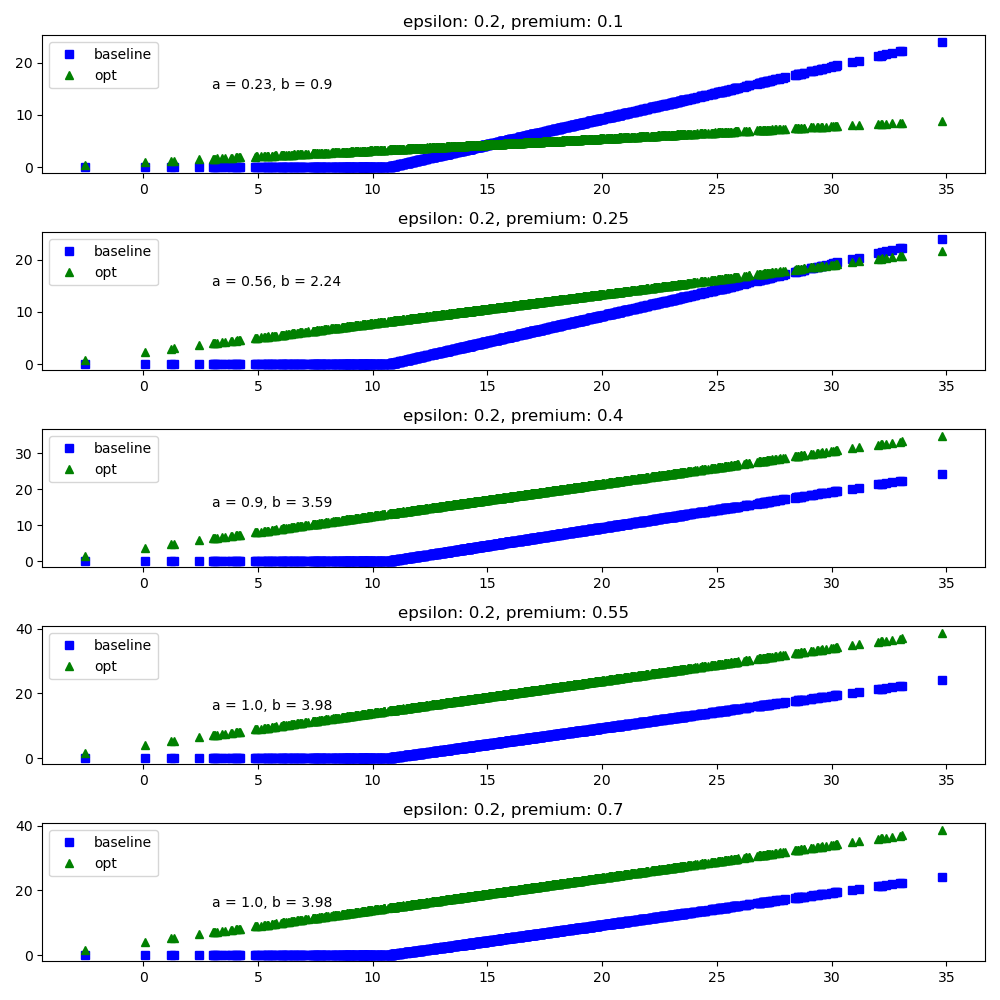 epsilon: 0.2, premium: 0.1
baseline
opt
a = 0.23, b = 0.9
20
10
0
0 5 10 15 20 25 30 35
epsilon: 0.2, premium: 0.25
baseline
opt
a = 0.56, b = 2.24
20
10
0
0 5 10 15 20 25 30 35
epsilon: 0.2, premium: 0.4
baseline
opt
a = 0.9, b = 3.59
30
20
10
0
0 5 10 15 20 25 30 35
epsilon: 0.2, premium: 0.55
baseline
opt
a = 1.0, b = 3.98
40
20
0
0 5 10 15 20 25 30 35
epsilon: 0.2, premium: 0.7
baseline
opt
a = 1.0, b = 3.98
40
20
0
0 5 10 15 20 25 30 35